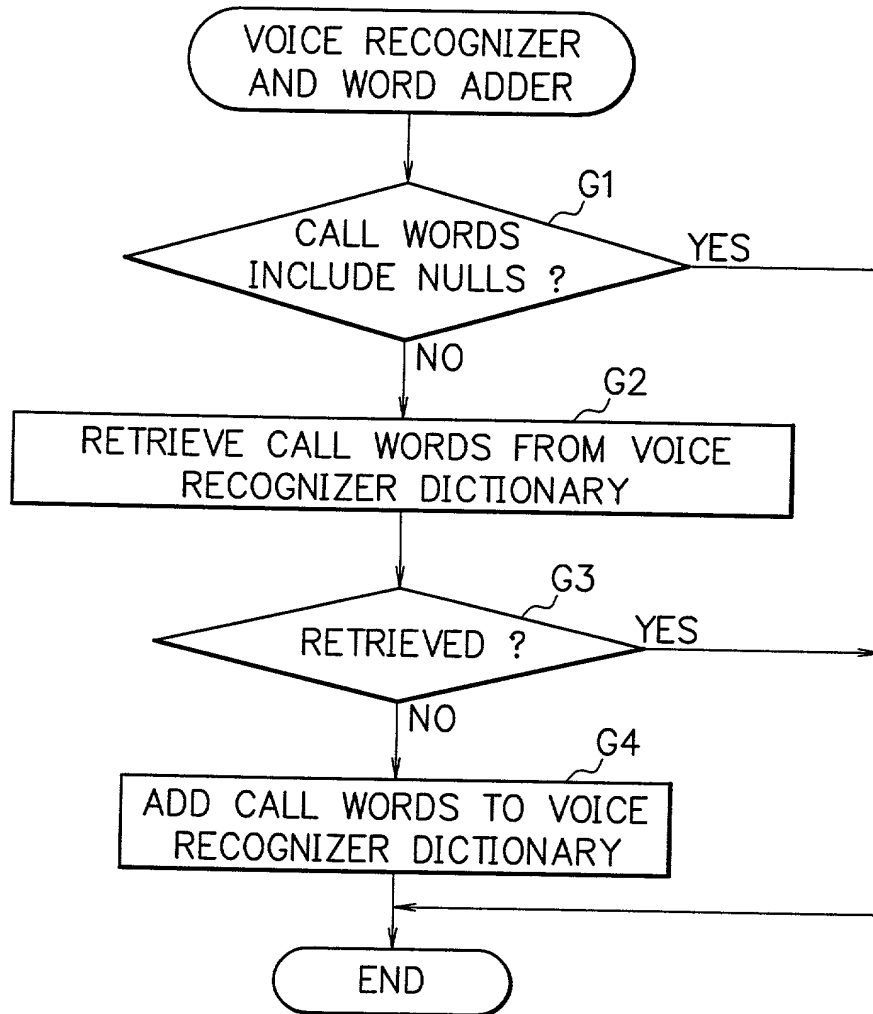 VOICE RECOGNIZER
AND WORD ADDER
G1
CALL WORDS
INCLUDE NULLS ?
YES
NO
G2
RETRIEVE CALL WORDS FROM VOICE
RECOGNIZER DICTIONARY
G3
RETRIEVED ?
YES
NO
G4
ADD CALL WORDS TO VOICE
RECOGNIZER DICTIONARY
END